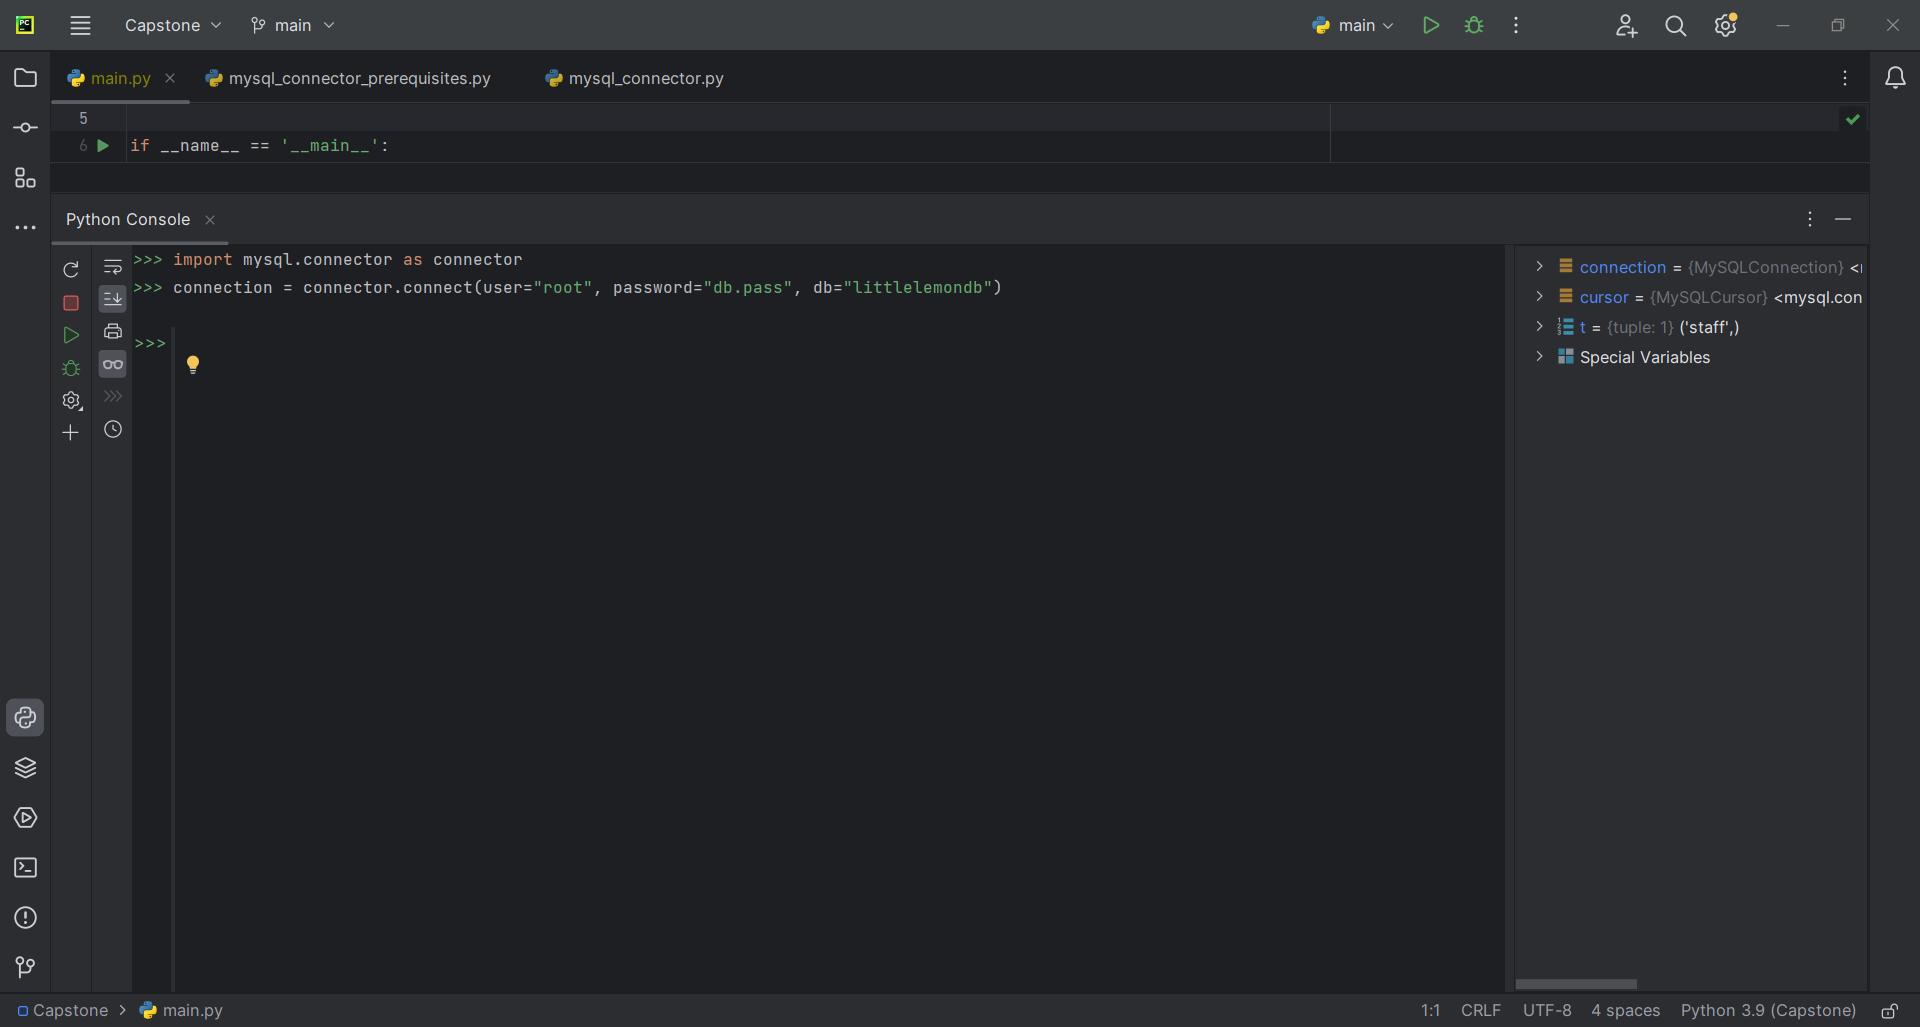 PC
Capstone
main
main
main.py
mysql_connector_prerequisites.py
mysql_connector.py
5
6 if __name__ == '__main__':
Python Console
>>> import mysql.connector as connector
>>> connection = connector.connect(user="root", password="db.pass", db="littlelemondb")
>>>
connection = {MySQLConnection}
cursor = {MySQLCursor} <mysql.con
t = {tuple: 1} ('staff',)
Special Variables
Capstone > main.py
1:1 CRLF UTF-8 4 spaces Python 3.9 (Capstone)